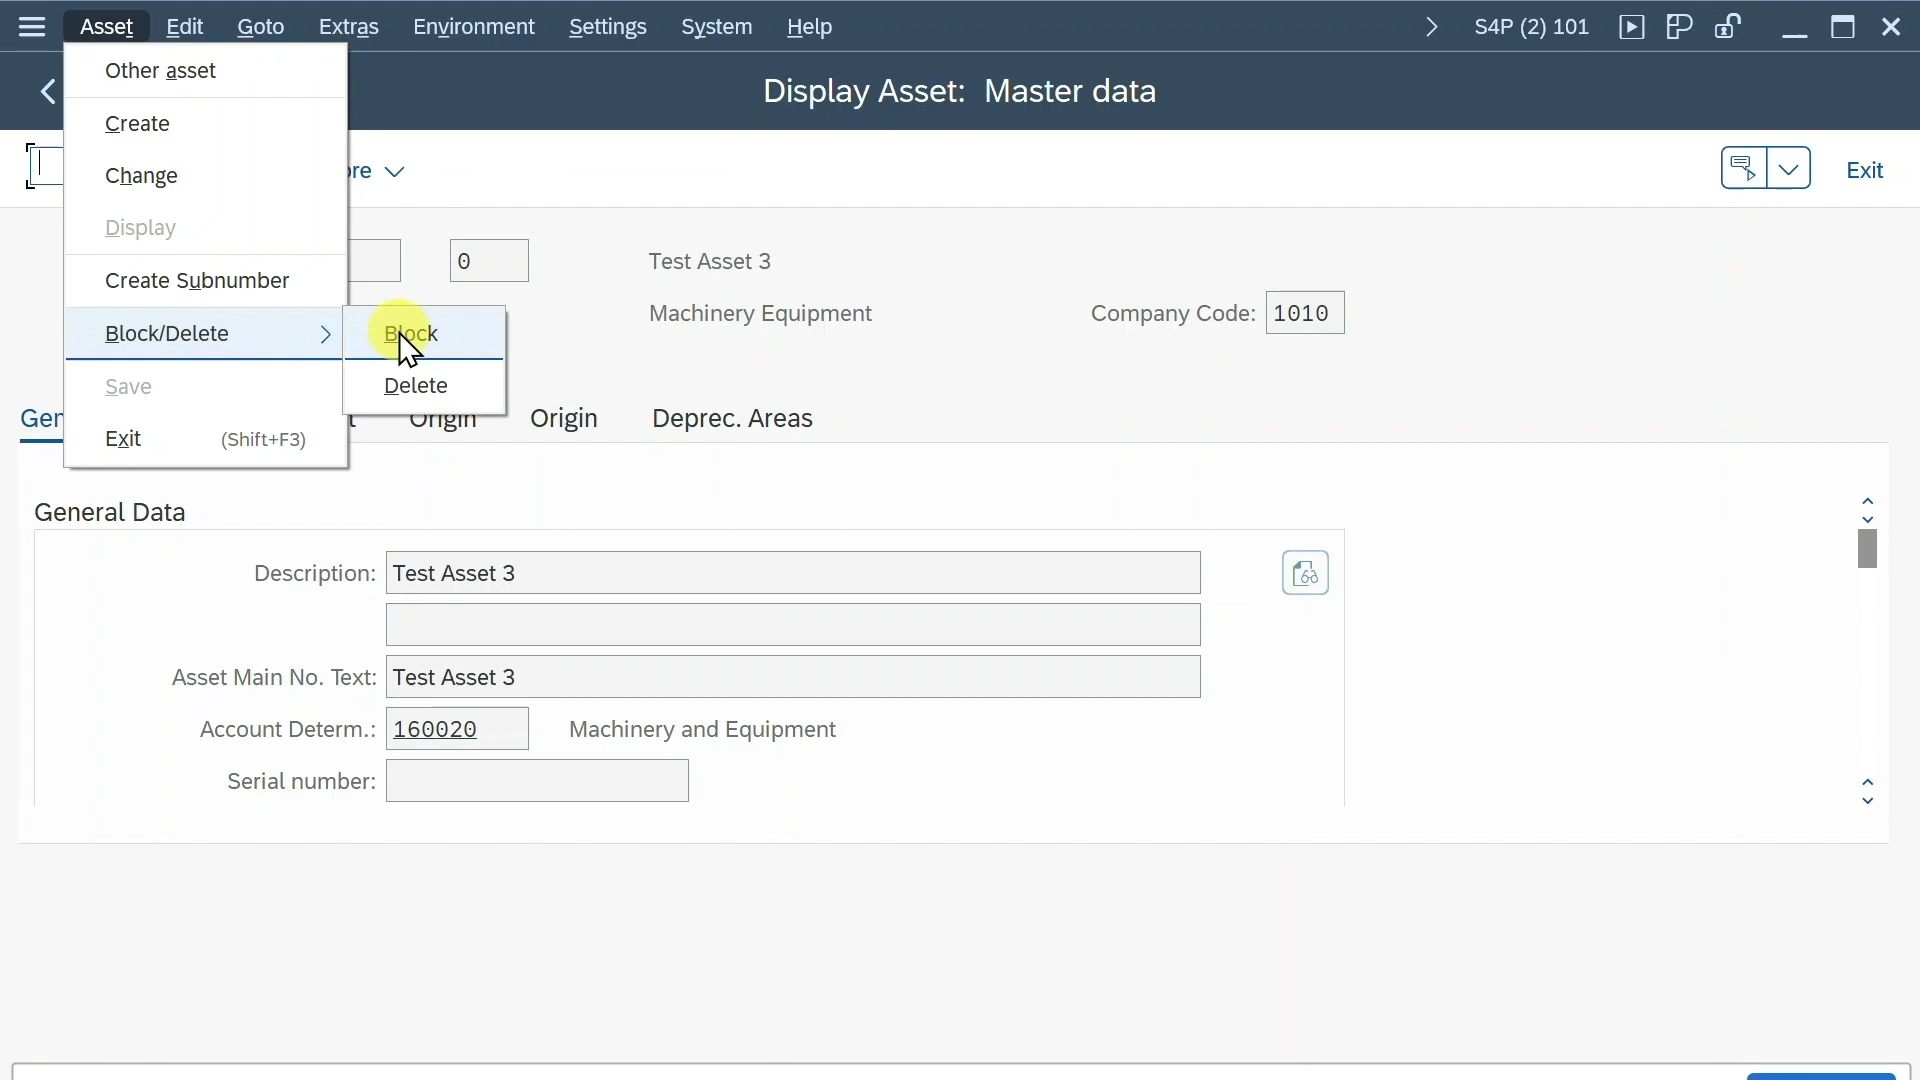 Asset Edit Goto Extras Environment Settings System Help S4P (2) 101
Other asset
Create
Change
Display
Create Subnumber
Block/Delete
Save
Exit (Shift+F3)
Block
Delete
Display Asset: Master data
Exit
0 Test Asset 3
Machinery Equipment Company Code: 1010
Origin Origin Deprec. Areas
General Data
Description: Test Asset 3
Asset Main No. Text: Test Asset 3
Account Determ.: 160020 Machinery and Equipment
Serial number: